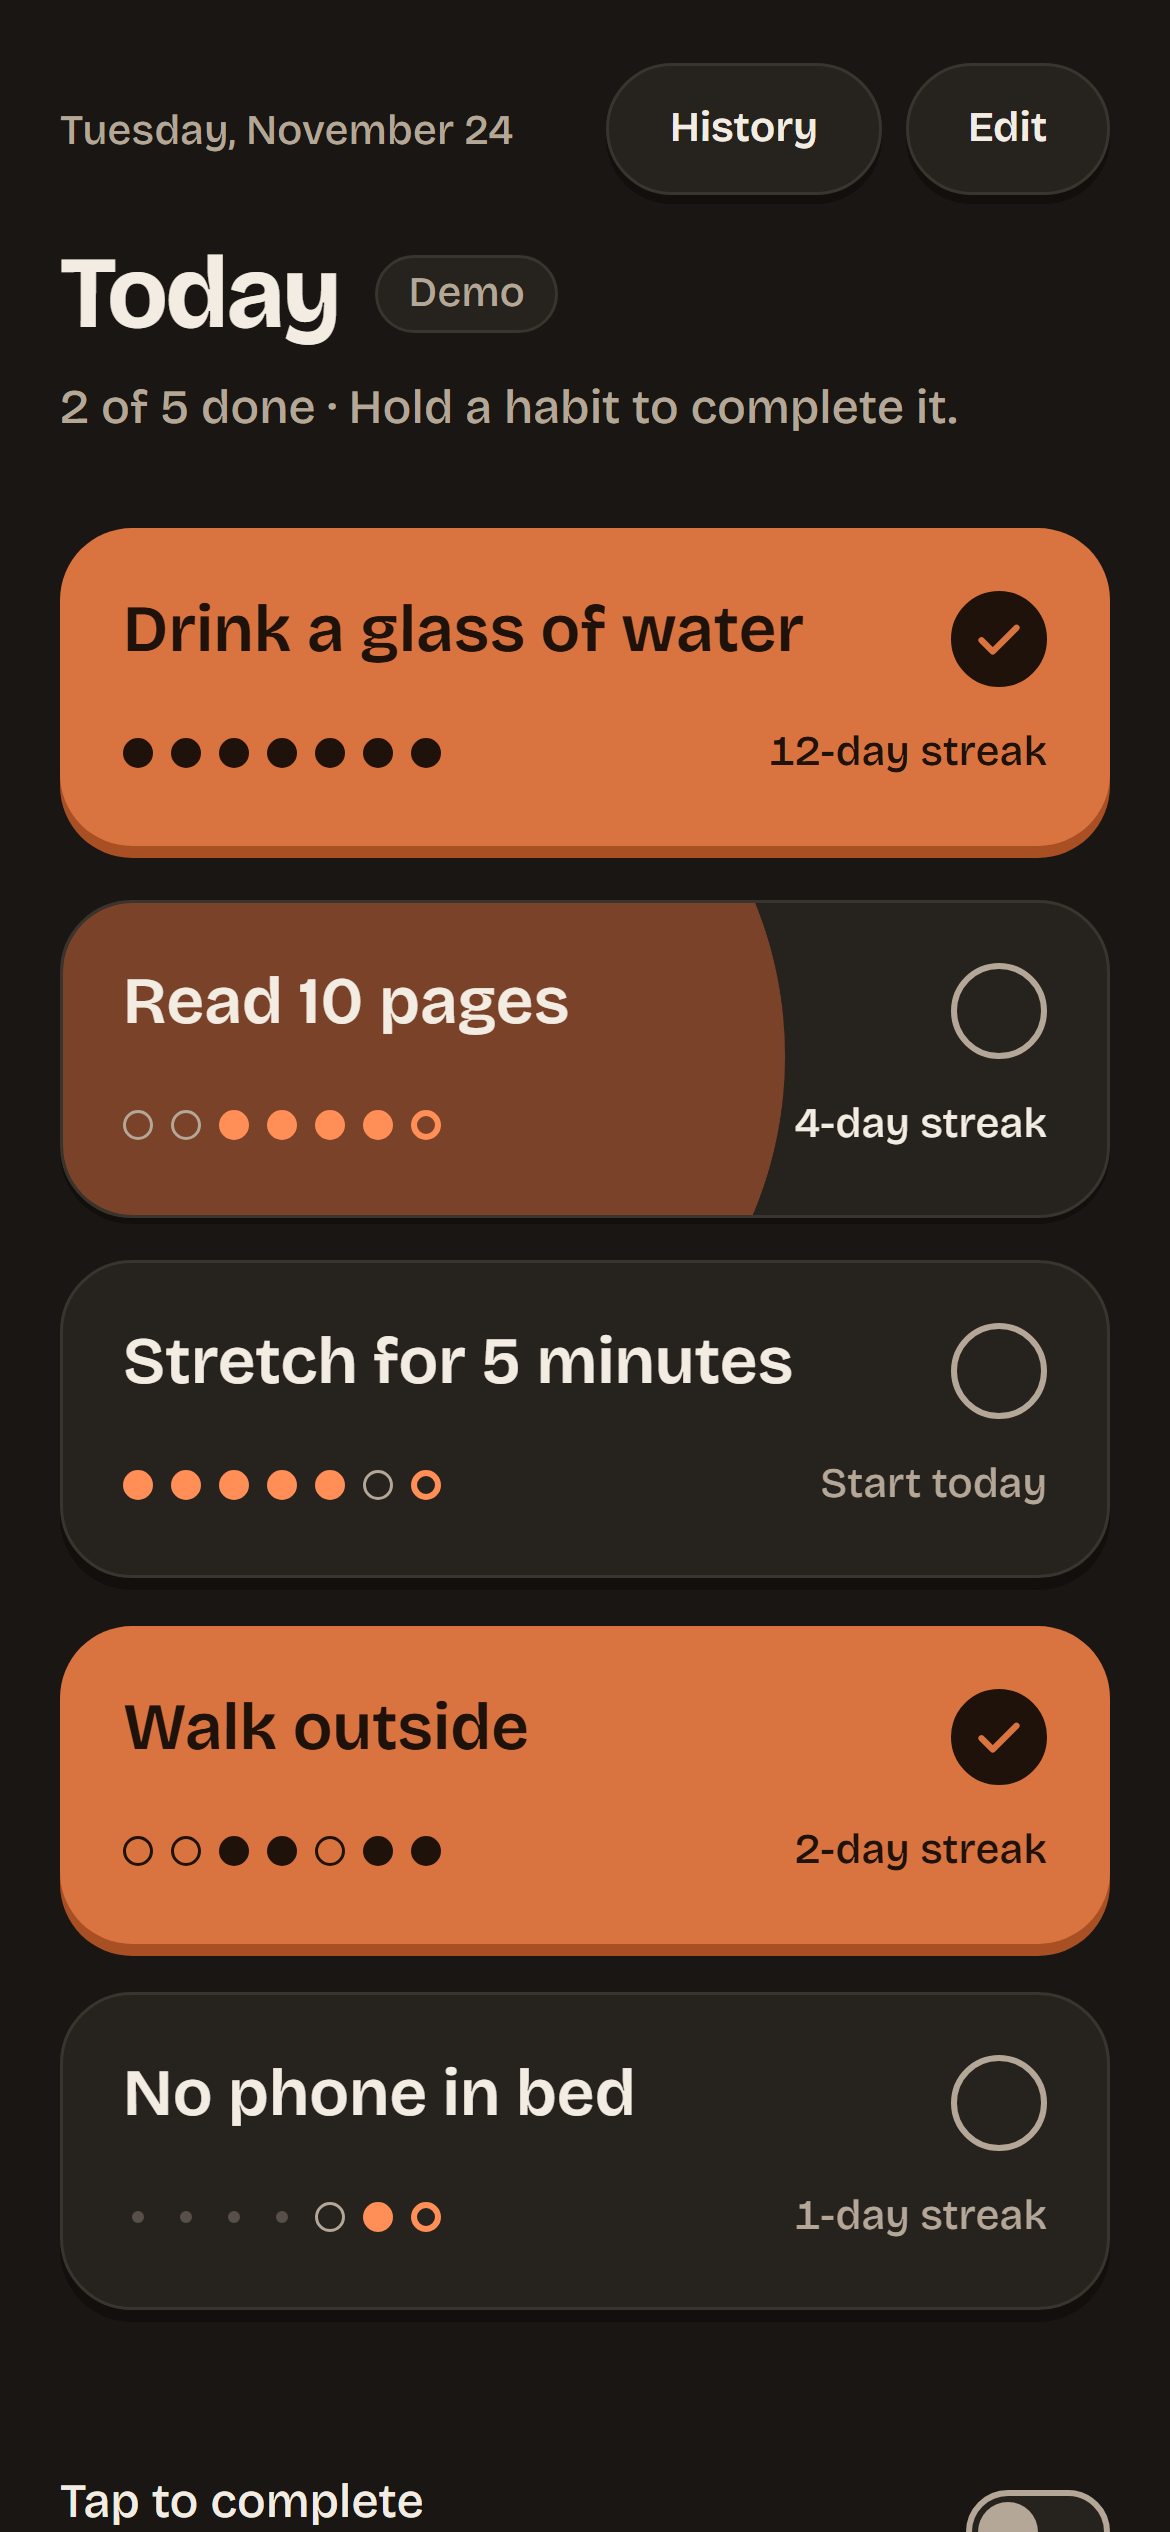 Tuesday, November 24
History
Edit
Today
Demo
2 of 5 done · Hold a habit to complete it.
Drink a glass of water
12-day streak
Read 10 pages
4-day streak
Stretch for 5 minutes
Start today
Walk outside
2-day streak
No phone in bed
1-day streak
Tap to complete